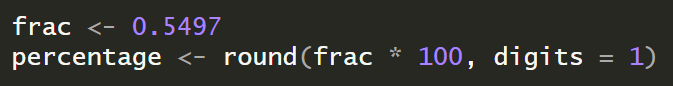 frac <- 0.5497
percentage <- round(frac * 100, digits = 1)